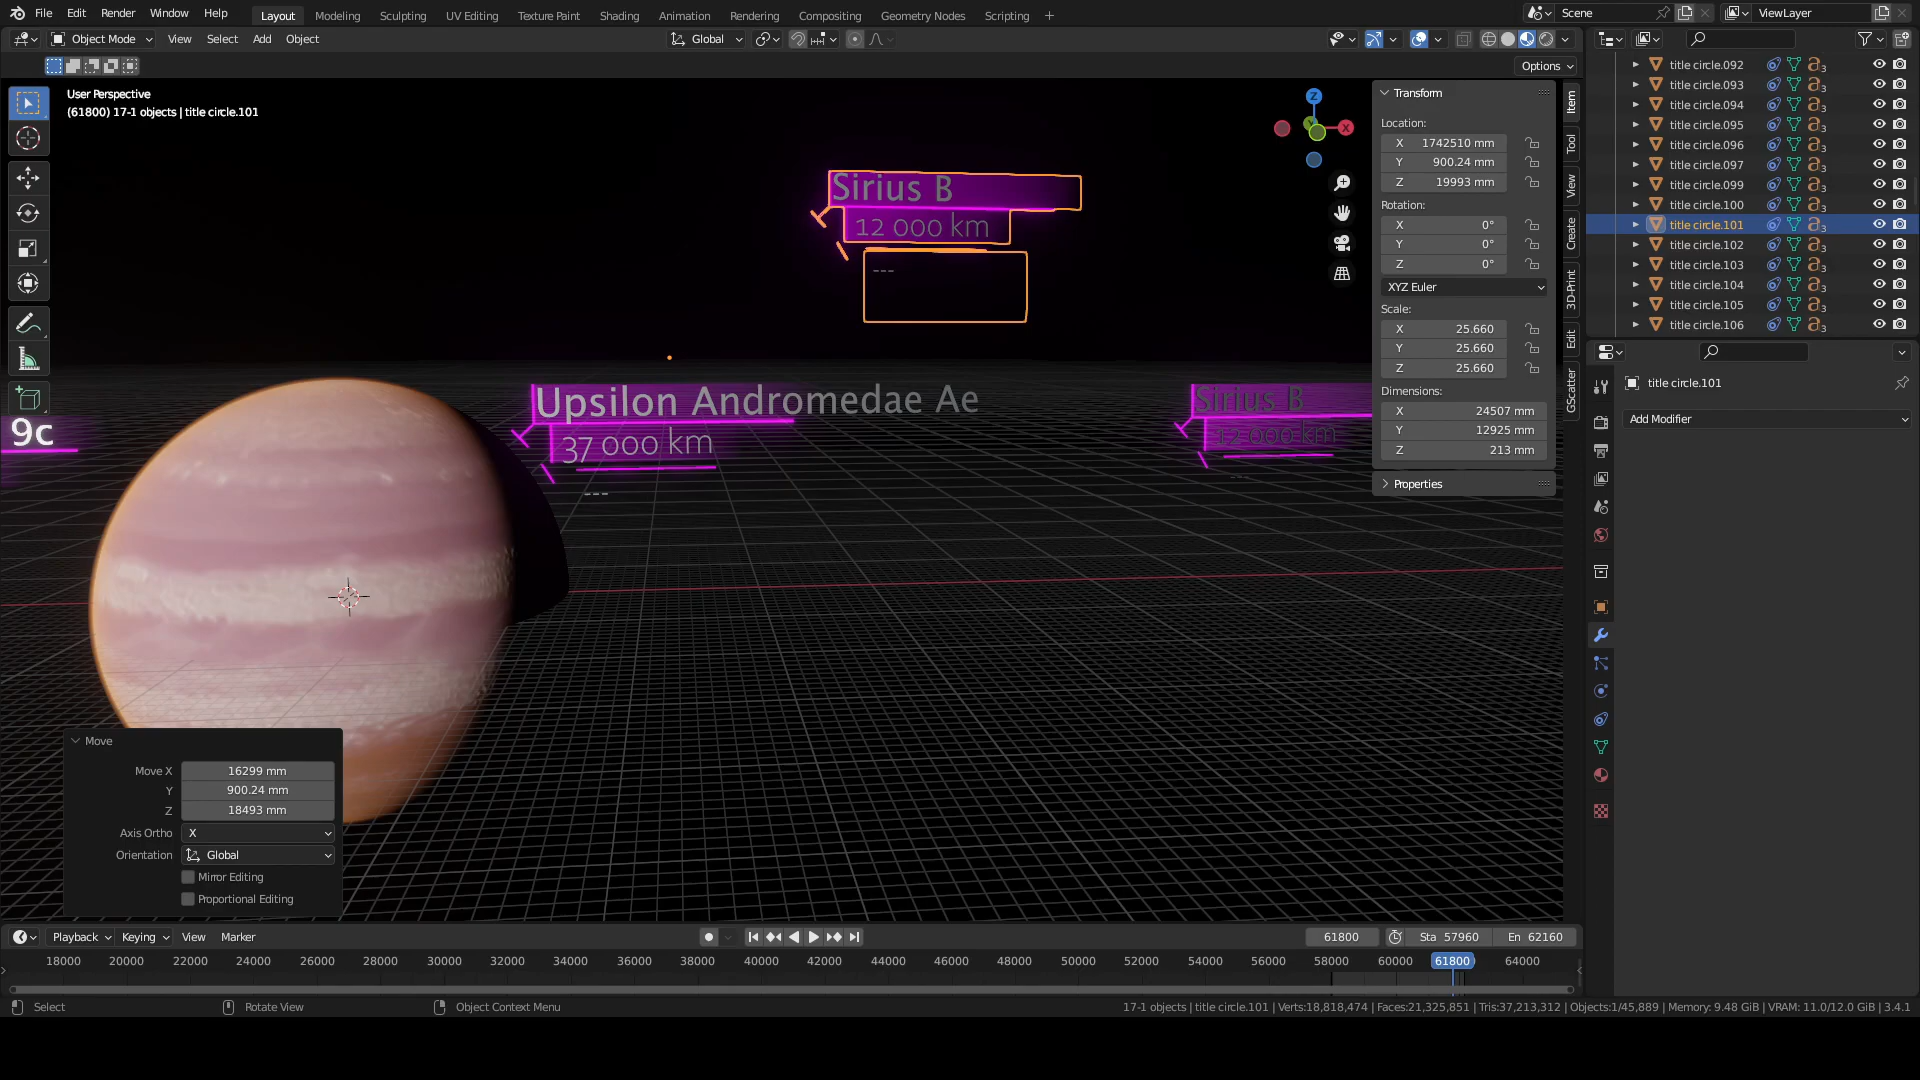 File Edit Render Window Help Layout Modeling Sculpting UV Editing Texture Paint Shading Animation Rendering Compositing Geometry Nodes Scripting + Scene ViewLayer
Object Mode View Select Add Object Global
Options
User Perspective
(61800) 17-1 objects | title circle.101
Z
Y
X
Sirius B
12 000 km
---
Upsilon Andromedae Ae
37 000 km
---
Sirius B
12 000 km
9c
Transform
Location:
X 1742510 mm
Y 900.24 mm
Z 19993 mm
Rotation:
X 0°
Y 0°
Z 0°
XYZ Euler
Scale:
X 25.660
Y 25.660
Z 25.660
Dimensions:
X 24507 mm
Y 12925 mm
Z 213 mm
Properties
Item
Tool
View
Create
3D-Print
Edit
GScatter
title circle.092
title circle.093
title circle.094
title circle.095
title circle.096
title circle.097
title circle.099
title circle.100
title circle.101
title circle.102
title circle.103
title circle.104
title circle.105
title circle.106
title circle.101
Add Modifier
Move
Move X 16299 mm
Y 900.24 mm
Z 18493 mm
Axis Ortho X
Orientation Global
Mirror Editing
Proportional Editing
Playback Keying View Marker 61800 Sta 57960 En 62160
18000 20000 22000 24000 26000 28000 30000 32000 34000 36000 38000 40000 42000 44000 46000 48000 50000 52000 54000 56000 58000 60000 61800 64000
Select Rotate View Object Context Menu 17-1 objects | title circle.101 | Verts:18,818,474 | Faces:21,325,851 | Tris:37,213,312 | Objects:1/45,889 | Memory: 9.48 GiB | VRAM: 11.0/12.0 GiB | 3.4.1